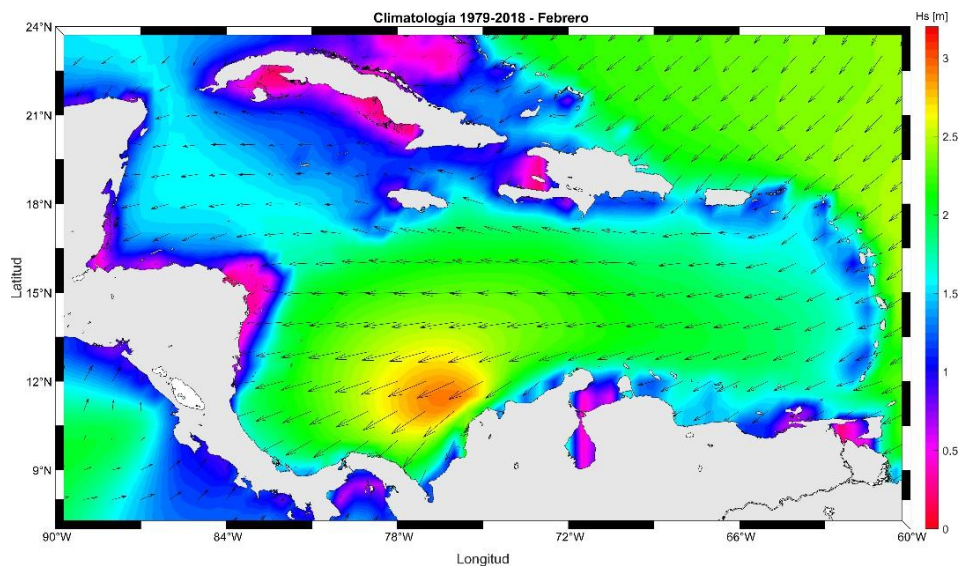 Climatología 1979-2018 - Febrero
Hs [m]
24°N
21°N
18°N
15°N
12°N
9°N
Latitud
90°W
84°W
78°W
72°W
66°W
60°W
Longitud
3
2.5
2
1.5
1
0.5
0